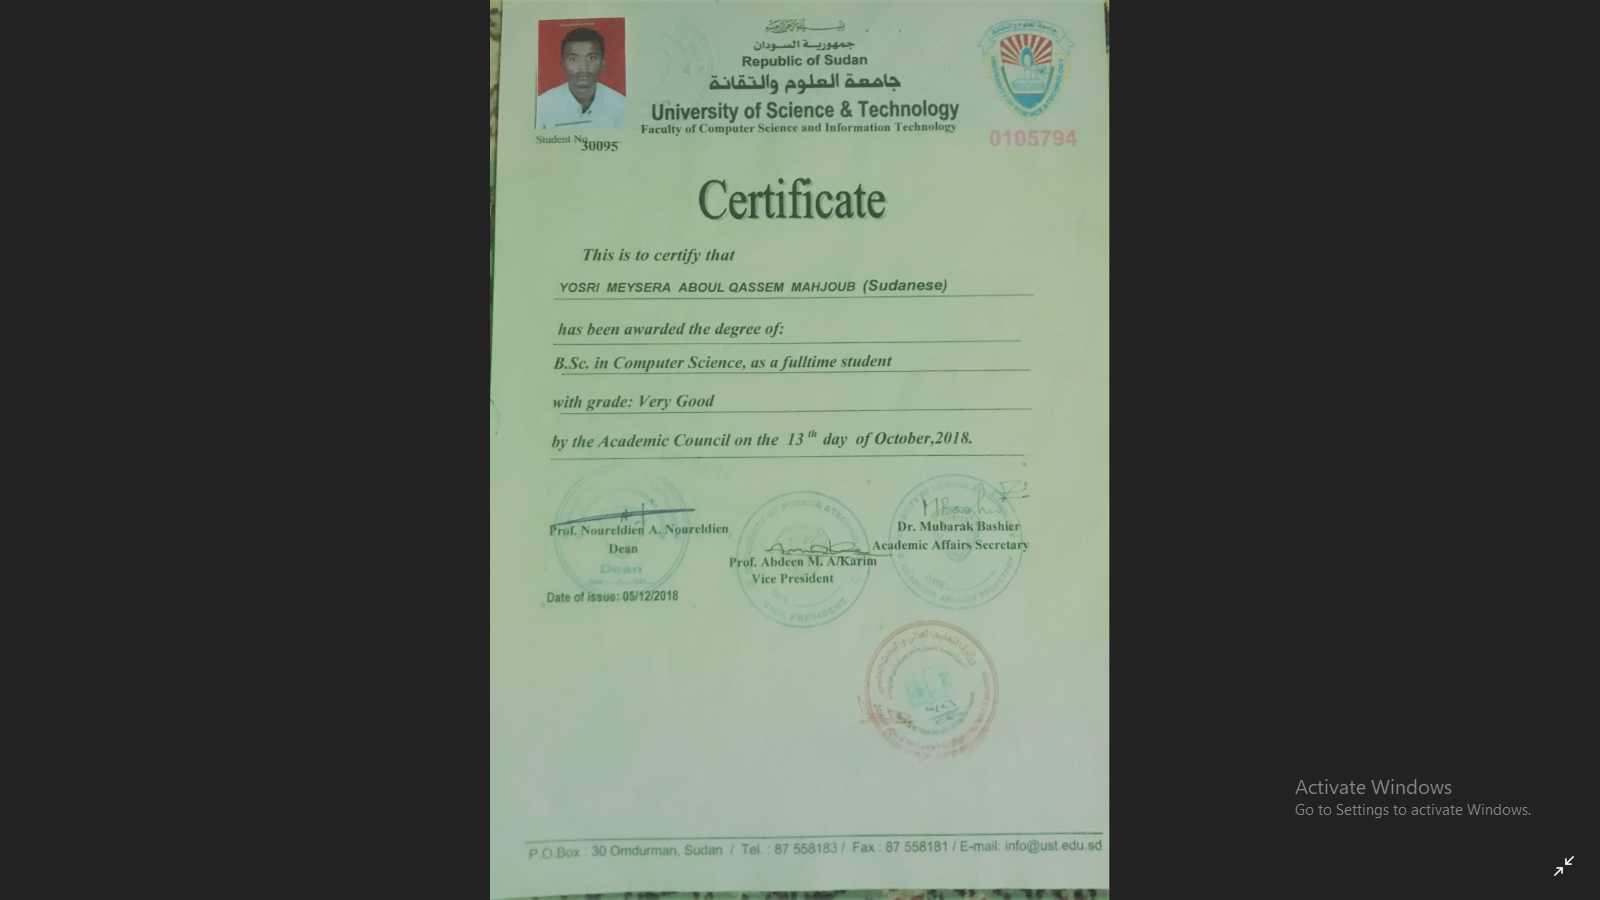 جمهورية السودان
Republic of Sudan
جامعة العلوم والتقانة
University of Science & Technology
Faculty of Computer Science and Information Technology
Student No
30095
0105794
Certificate
This is to certify that
YOSRI MEYSERA ABOUL QASSEM MAHJOUB (Sudanese)
has been awarded the degree of:
B.Sc. in Computer Science, as a fulltime student
with grade: Very Good
by the Academic Council on the 13 th day of October,2018.
Prof. Noureldien A. Noureldien
Dean
Dean
Date of issue: 05/12/2018
Prof. Abdeen M. A/Karim
Vice President
VICE PRESIDENT
Dr. Mubarak Bashier
Academic Affairs Secretary
P.O.Box : 30 Omdurman, Sudan / Tel. : 87 558183 / Fax : 87 558181 / E-mail: info@ust.edu.sd
Activate Windows
Go to Settings to activate Windows.